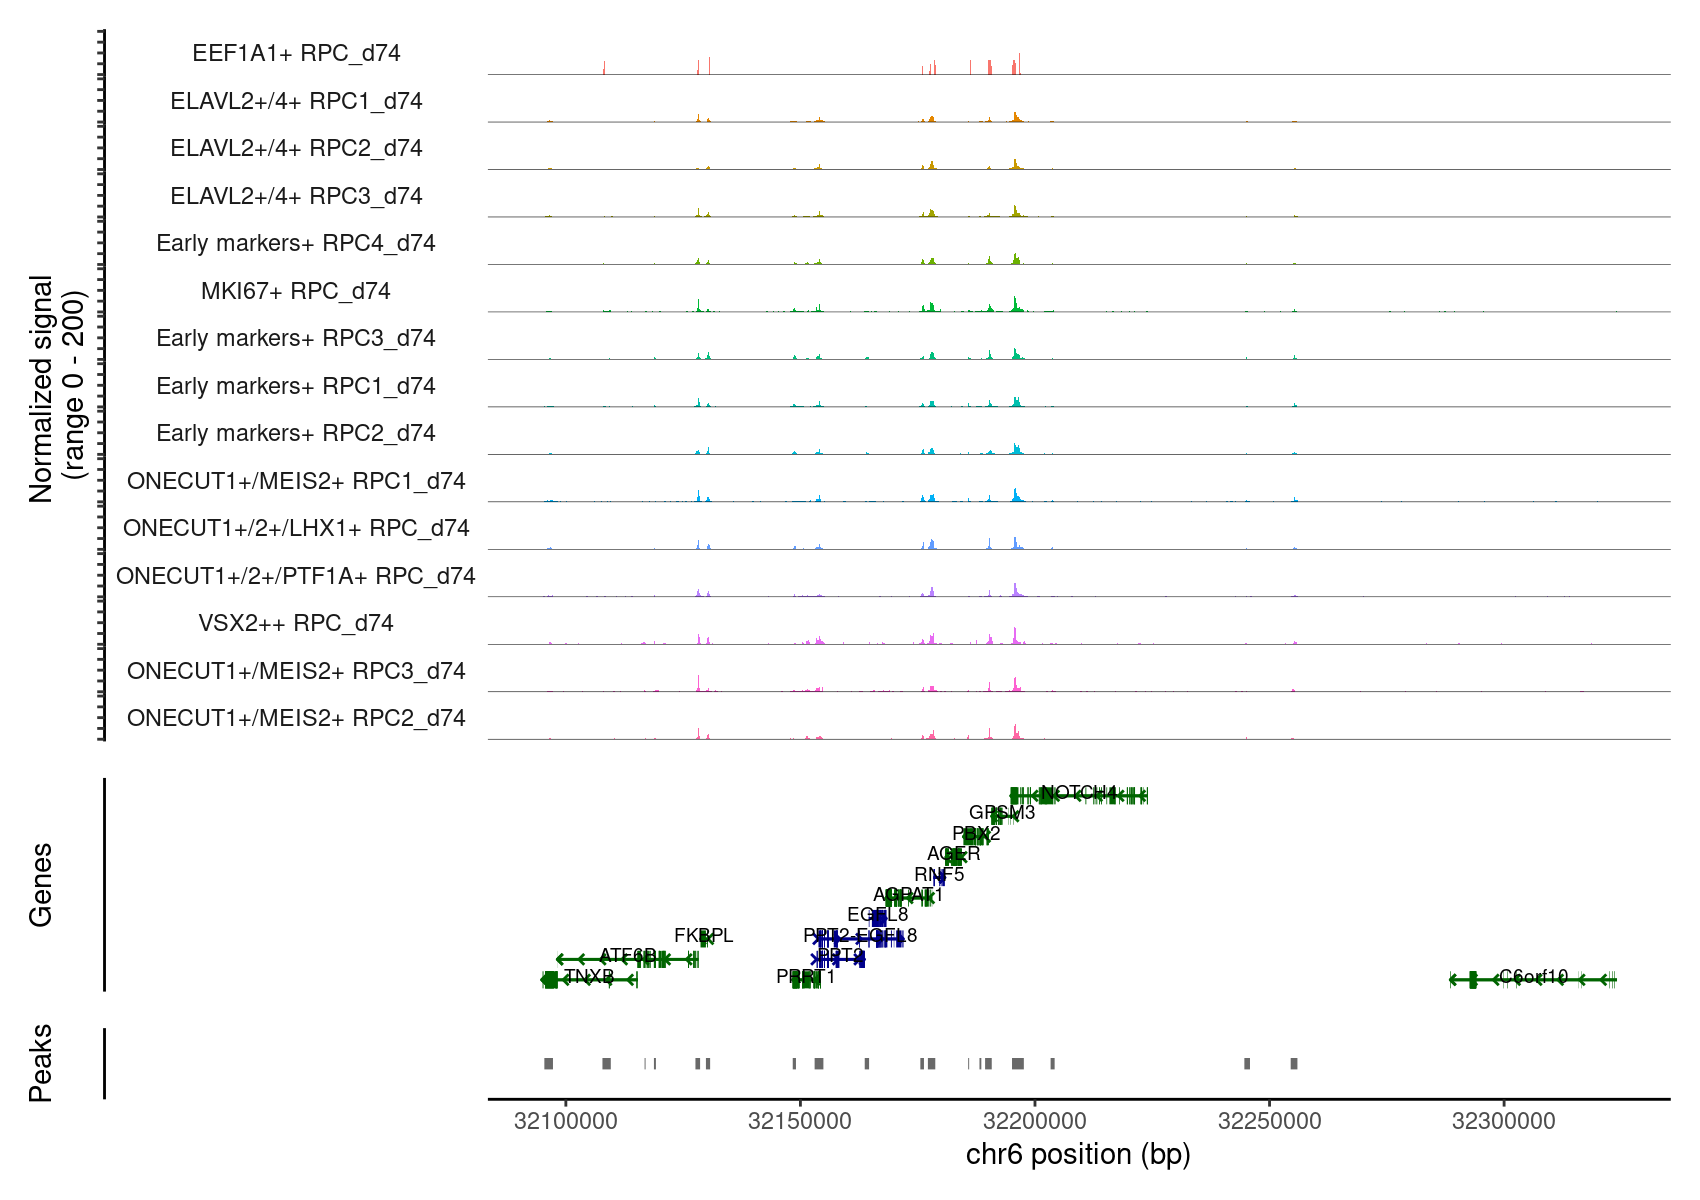 EEF1A1+ RPC_d74
ELAVL2+/4+ RPC1_d74
ELAVL2+/4+ RPC2_d74
ELAVL2+/4+ RPC3_d74
Early markers+ RPC4_d74
MKI67+ RPC_d74
Early markers+ RPC3_d74
Early markers+ RPC1_d74
Early markers+ RPC2_d74
ONECUT1+/MEIS2+ RPC1_d74
ONECUT1+/2+/LHX1+ RPC_d74
ONECUT1+/2+/PTF1A+ RPC_d74
VSX2++ RPC_d74
ONECUT1+/MEIS2+ RPC3_d74
ONECUT1+/MEIS2+ RPC2_d74
Normalized signal
(range 0 - 200)
NOTCH4
GPSM3
PBX2
AGER
RNF5
AGPAT1
EGFL8
FKBPL
PPT2-EGFL8
ATF6B
PPT2
TNXB
PRRT1
C6orf10
Genes
Peaks
32100000
32150000
32200000
32250000
32300000
chr6 position (bp)